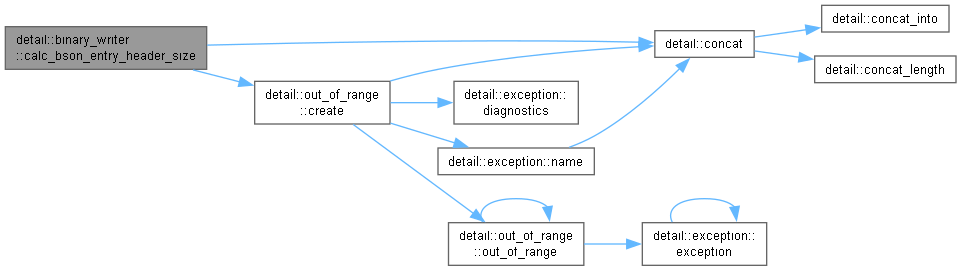 detail::binary_writer
::calc_bson_entry_header_size
detail::out_of_range
::create
detail::exception::
diagnostics
detail::exception::name
detail::out_of_range
::out_of_range
detail::concat
detail::exception::
exception
detail::concat_into
detail::concat_length